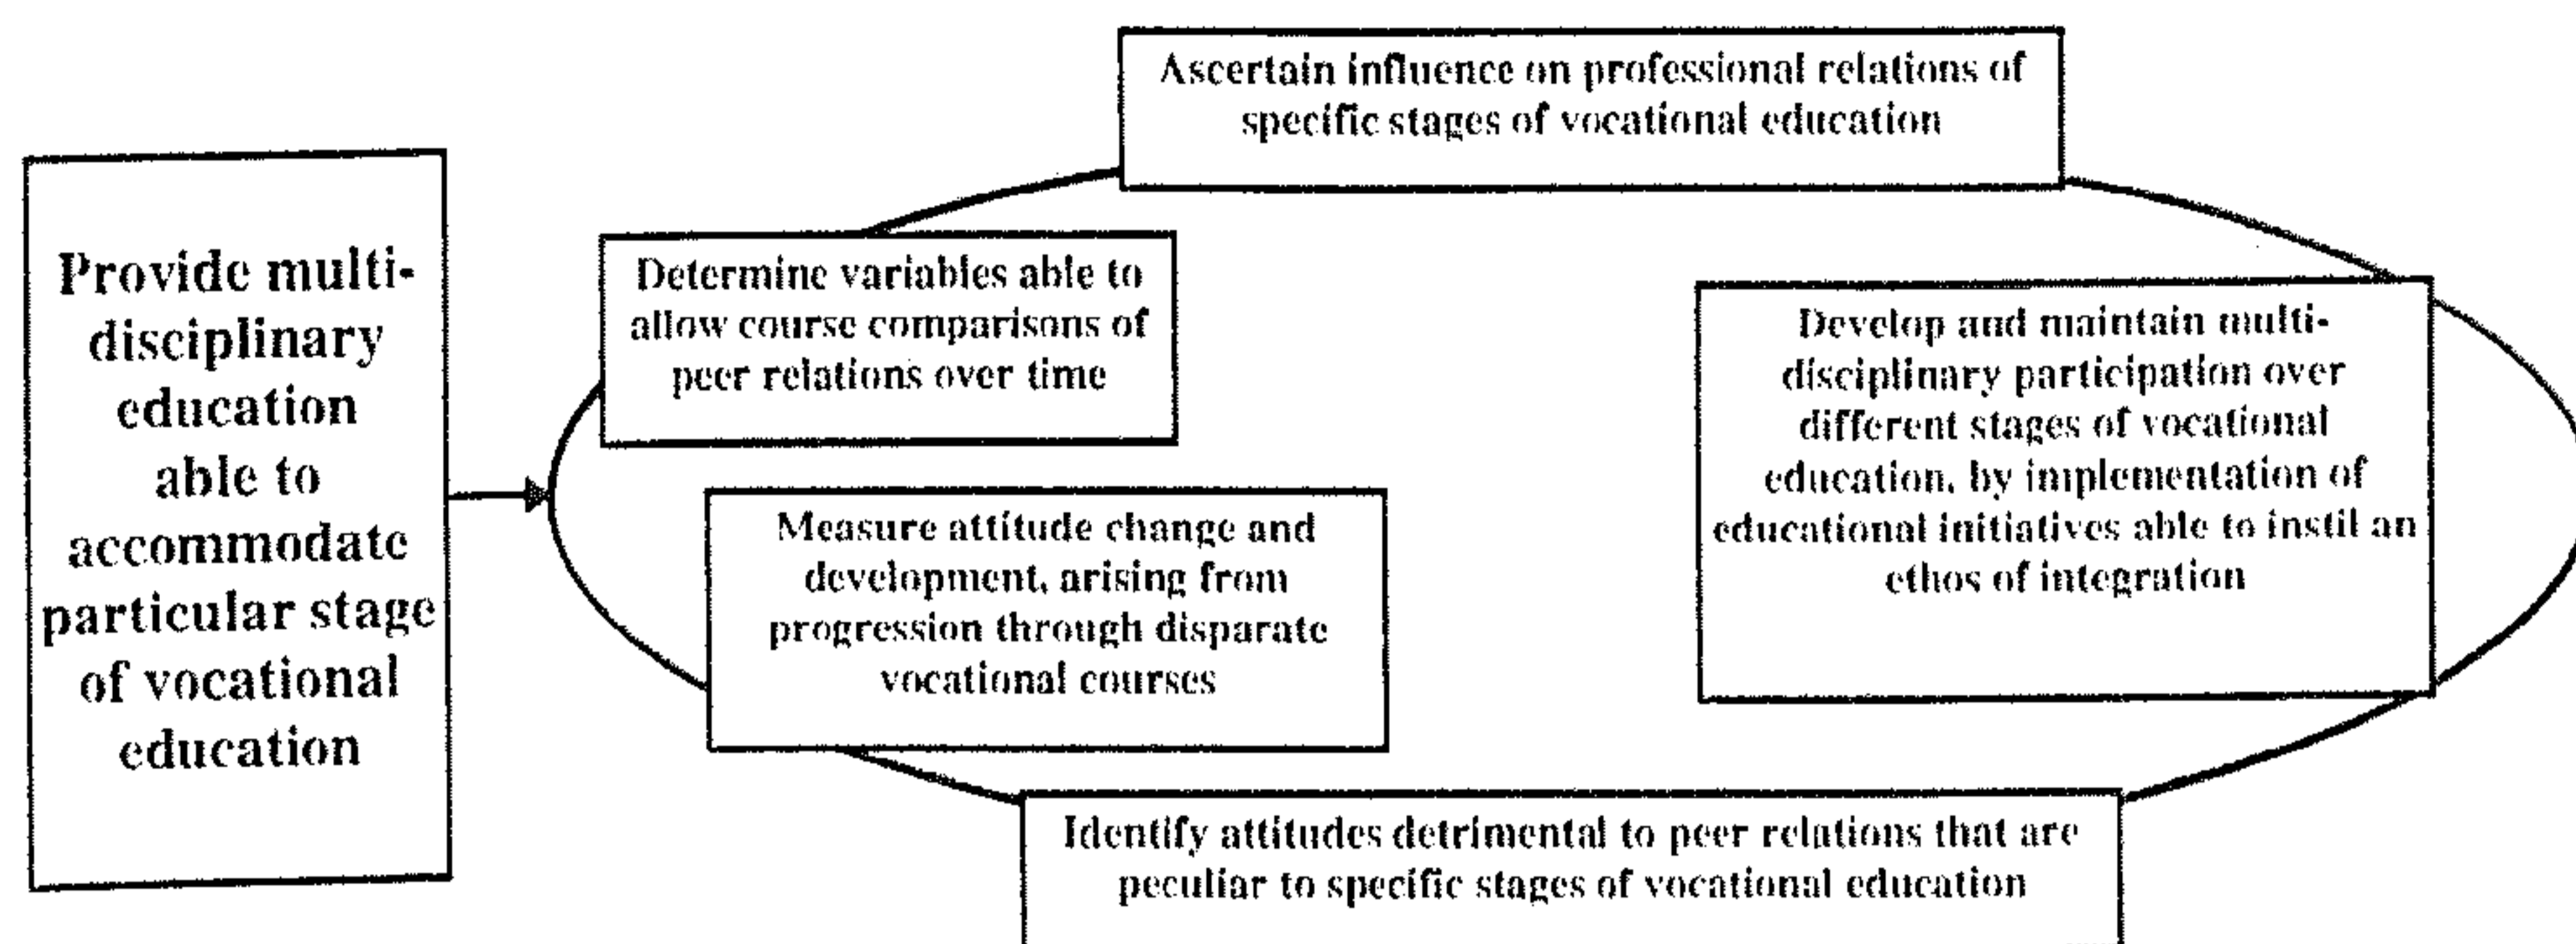 Provide multi-
disciplinary
education
able to
accommodate
particular stage
of vocational
education
Ascertain influence on professional relations of
specific stages of vocational education
Determine variables able to
allow course comparisons of
peer relations over time
Measure attitude change and
development, arising from
progression through disparate
vocational courses
Develop and maintain multi-
disciplinary participation over
different stages of vocational
education, by implementation of
educational initiatives able to instil an
ethos of integration
Identify attitudes detrimental to peer relations that are
peculiar to specific stages of vocational education